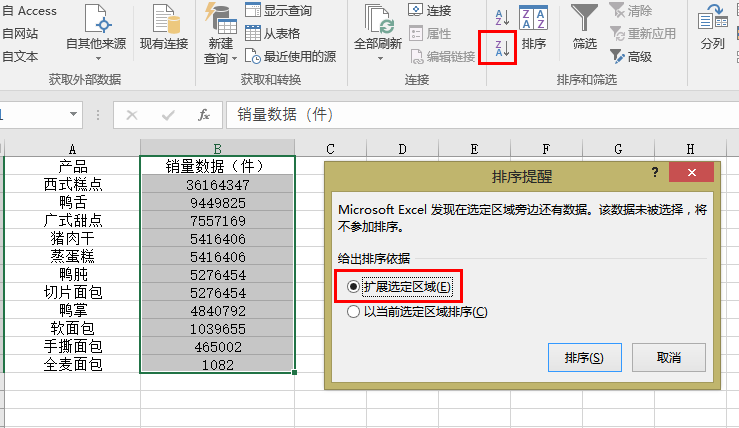 自 Access
自网站
自文本
自其他来源
现有连接
获取外部数据
新建
查询
显示查询
从表格
最近使用的源
获取和转换
全部刷新
连接
属性
编辑链接
连接
排序
筛选
清除
重新应用
高级
排序和筛选
分列
销量数据（件）
A B C D E F G H
产品 销量数据（件）
西式糕点 36164347
鸭舌 9449825
广式甜点 7557169
猪肉干 5416406
蒸蛋糕 5416406
鸭肫 5276454
切片面包 5276454
鸭掌 4840792
软面包 1039655
手撕面包 465002
全麦面包 1082
排序提醒
Microsoft Excel 发现在选定区域旁边还有数据。该数据未被选择，将
不参加排序。
给出排序依据
扩展选定区域(E)
以当前选定区域排序(C)
排序(S) 取消